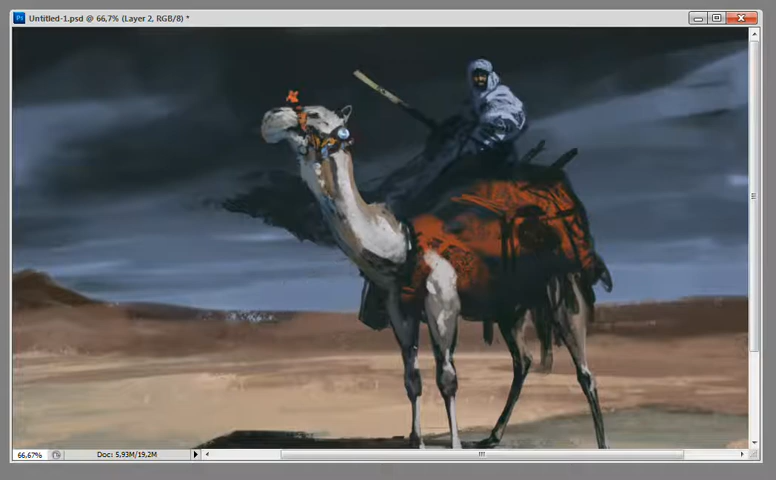 Ps Untitled-1.psd @ 66,7% (Layer 2, RGB/8) *
66,67% Doc: 5,93M/19,2M